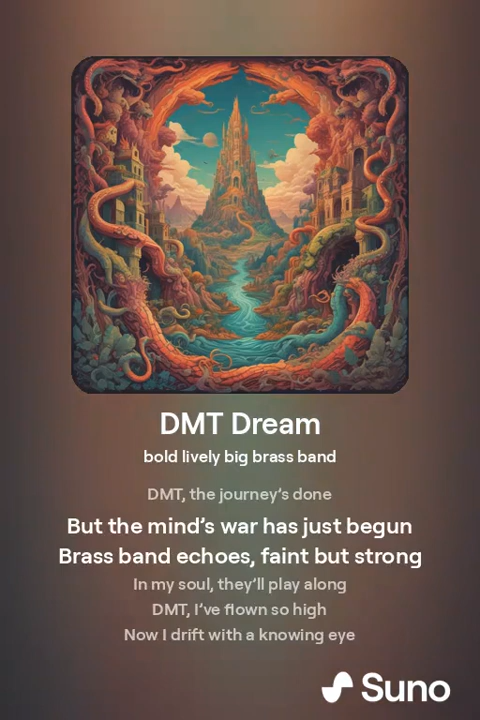 DMT Dream
bold lively big brass band
DMT, the journey's done
But the mind's war has just begun
Brass band echoes, faint but strong
In my soul, they'll play along
DMT, I've flown so high
Now I drift with a knowing eye
Suno